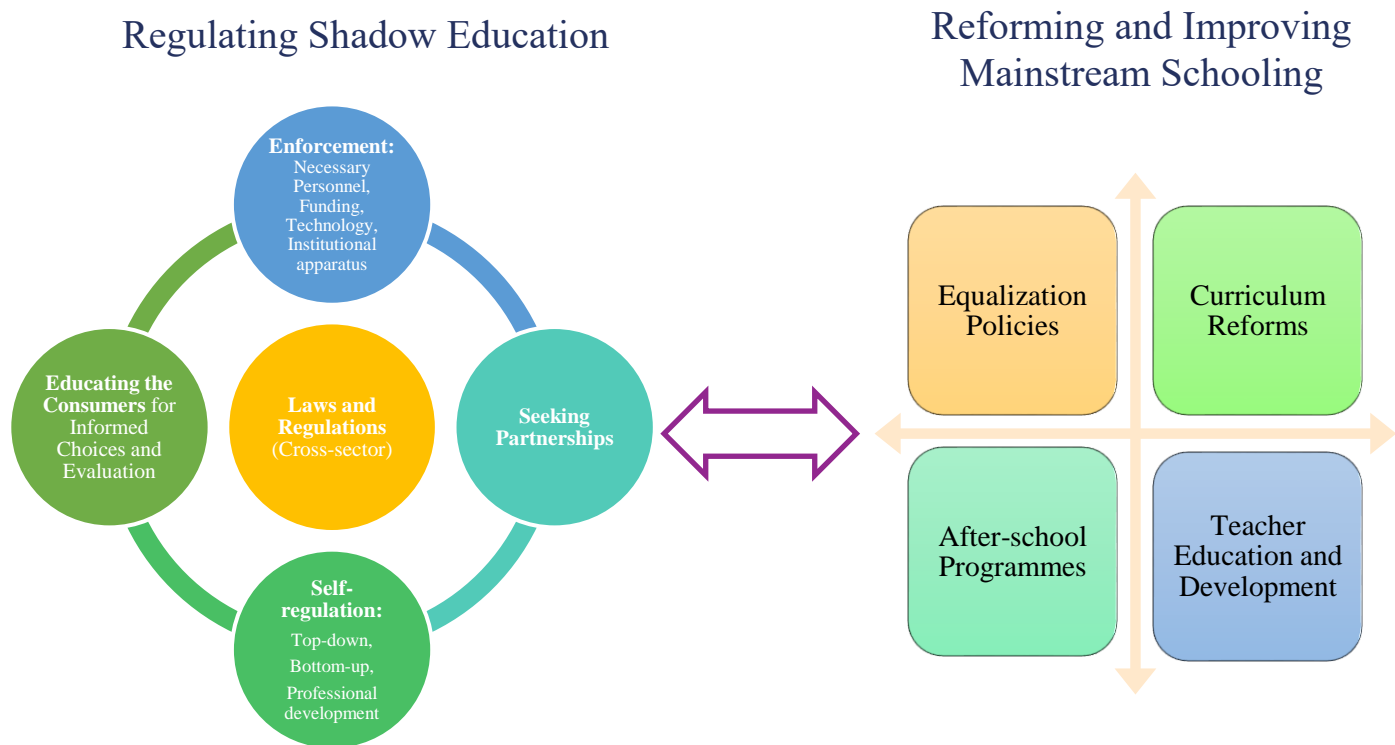 Regulating Shadow Education
Enforcement:
Necessary
Personnel,
Funding,
Technology,
Institutional
apparatus
Educating the
Consumers for
Informed
Choices and
Evaluation
Laws and
Regulations
(Cross-sector)
Seeking
Partnerships
Self-
regulation:
Top-down,
Bottom-up,
Professional
development
Reforming and Improving
Mainstream Schooling
Equalization
Policies
Curriculum
Reforms
After-school
Programmes
Teacher
Education and
Development